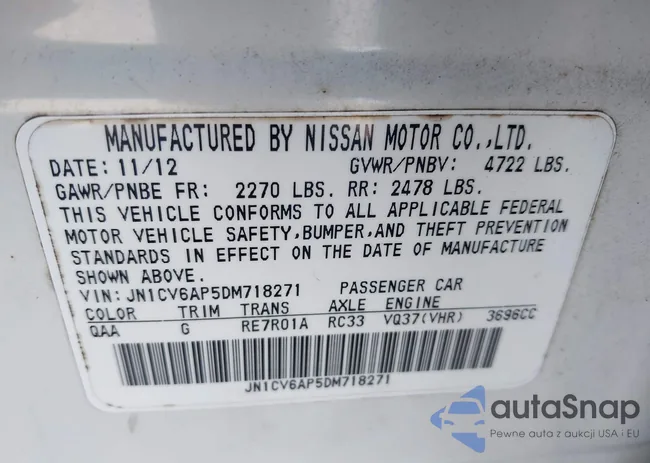 MANUFACTURED BY NISSAN MOTOR CO.,LTD.
DATE: 11/12 GVWR/PNBV: 4722 LBS.
GAWR/PNBE FR: 2270 LBS. RR: 2478 LBS.
THIS VEHICLE CONFORMS TO ALL APPLICABLE FEDERAL
MOTOR VEHICLE SAFETY,BUMPER,AND THEFT PREVENTION
STANDARDS IN EFFECT ON THE DATE OF MANUFACTURE
SHOWN ABOVE.
VIN: JN1CV6AP5DM718271 PASSENGER CAR
COLOR TRIM TRANS AXLE ENGINE
QAA G RE7R01A RC33 VQ37(VHR) 3696CC
JN1CV6AP5DM718271
autaSnap
Pewne auta z aukcji USA i EU